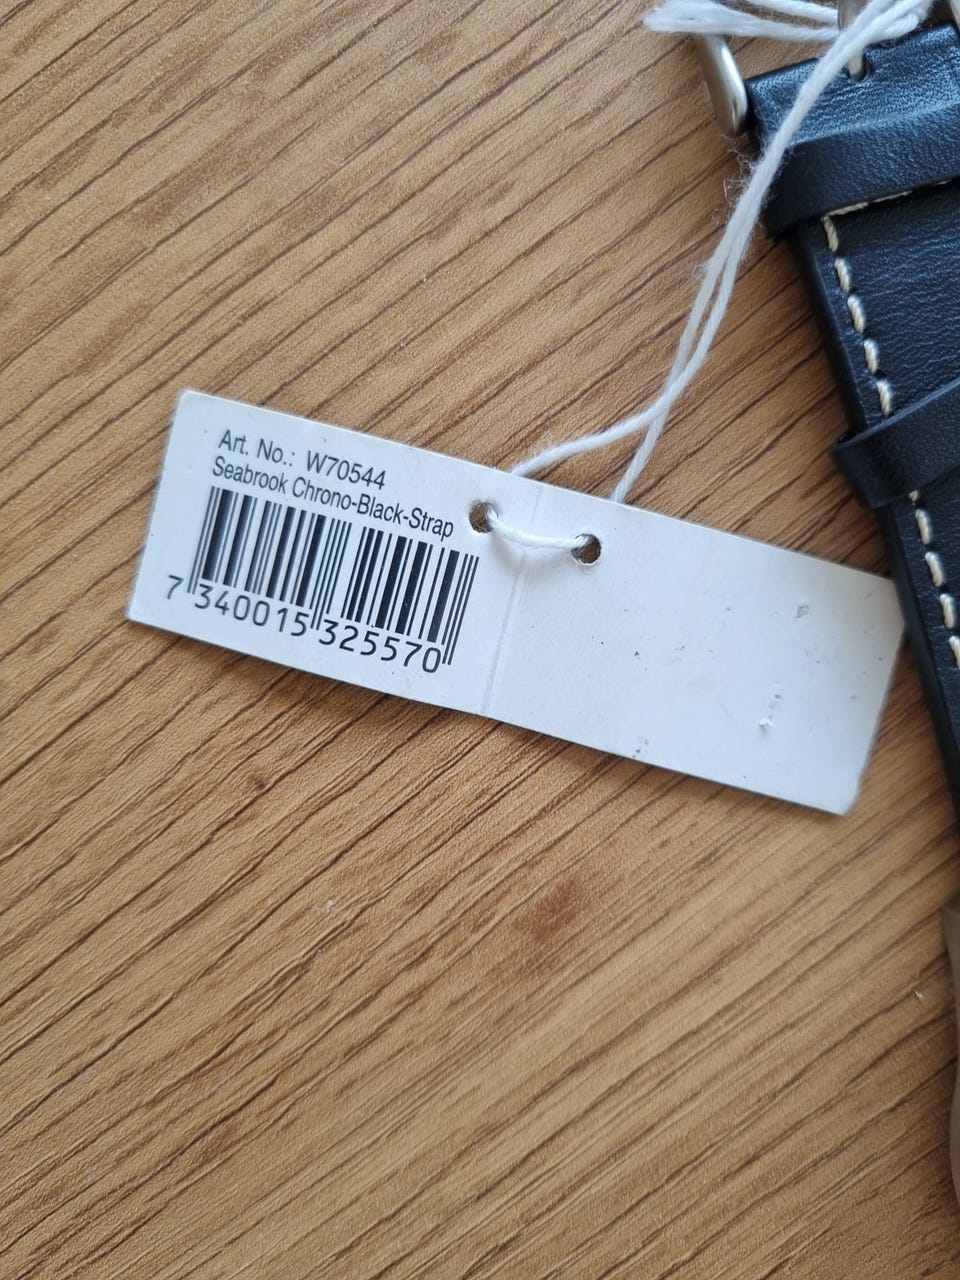 Art. No.: W70544
Seabrook Chrono-Black-Strap
7 340015 325570